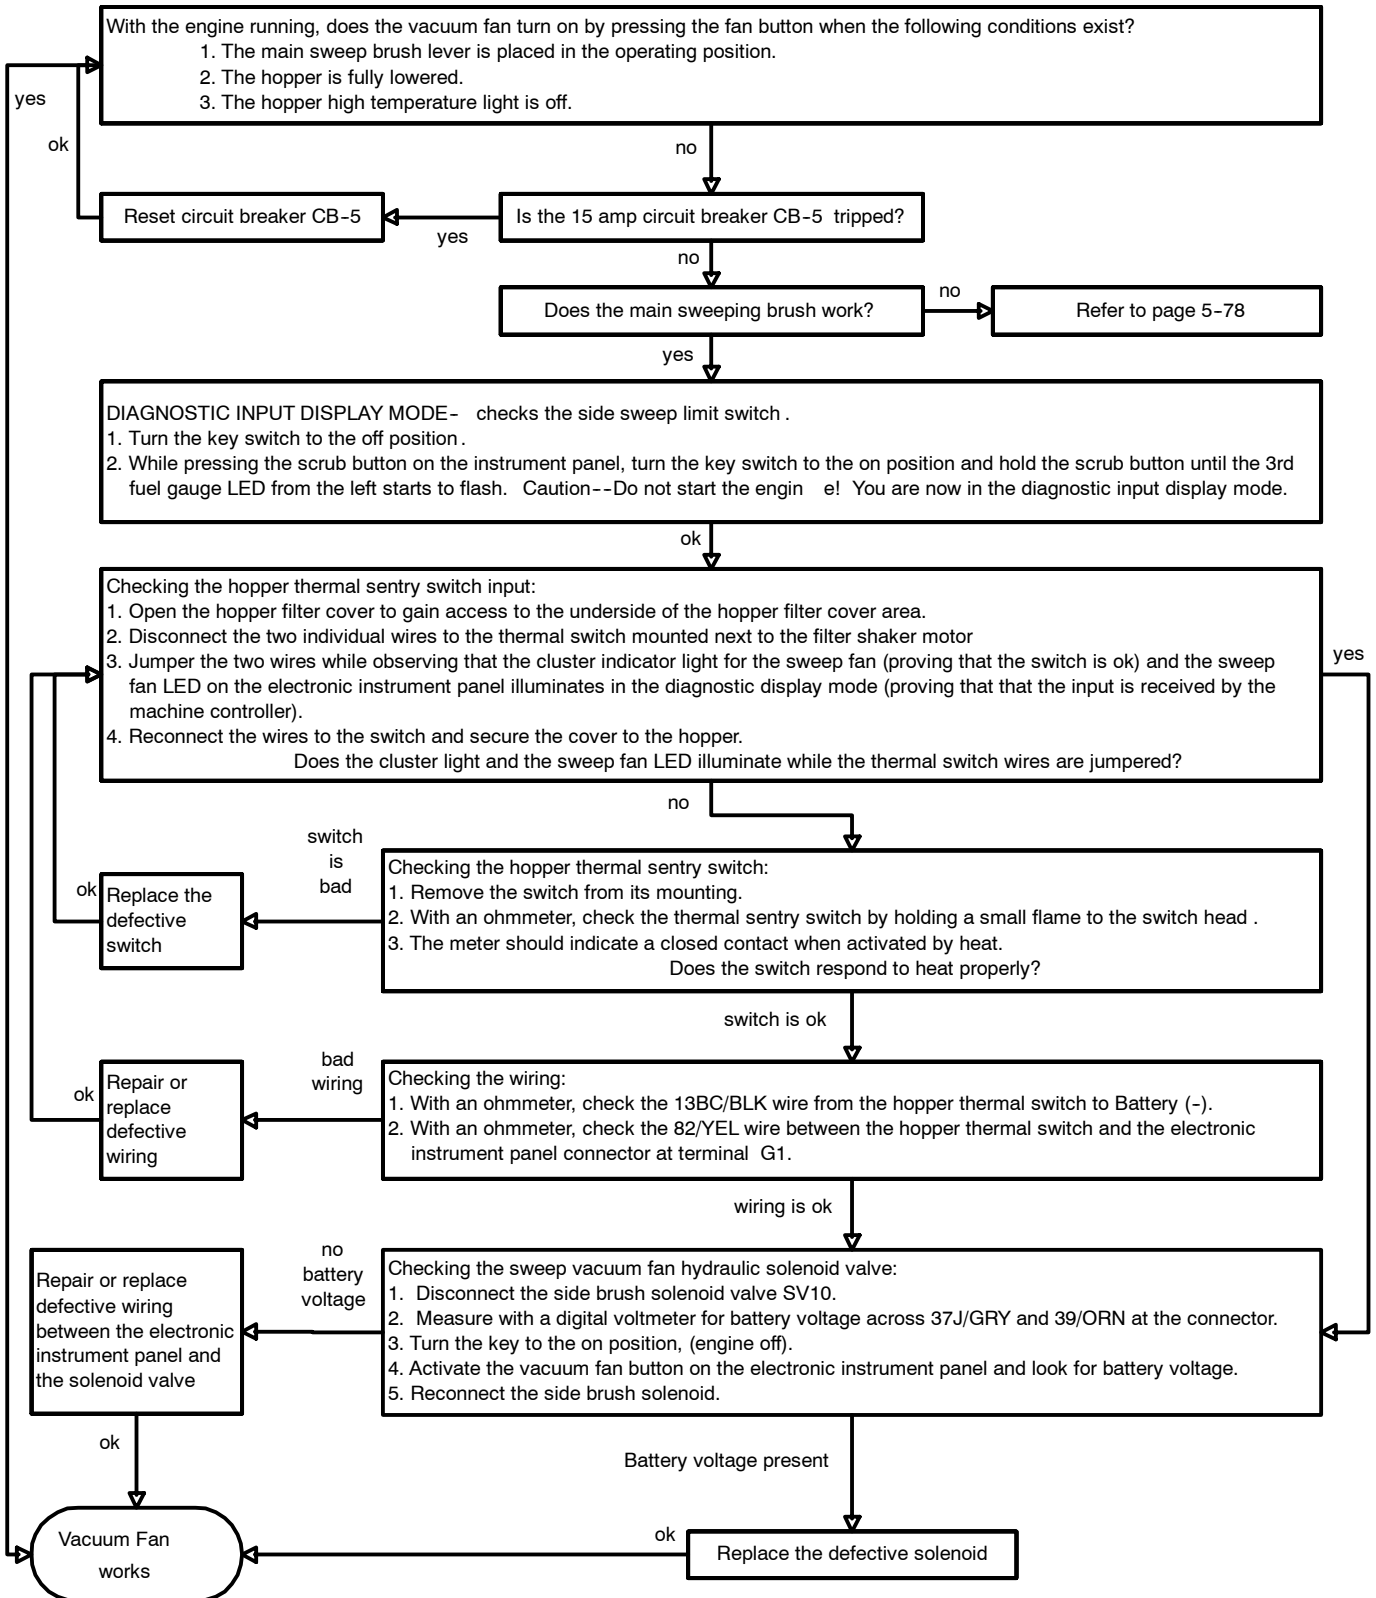 With the engine running, does the vacuum fan turn on by pressing the fan button when the following conditions exist?
1. The main sweep brush lever is placed in the operating position.
2. The hopper is fully lowered.
3. The hopper high temperature light is off.
yes
ok
no
Reset circuit breaker CB-5
yes
Is the 15 amp circuit breaker CB-5 tripped?
no
Does the main sweeping brush work?
no
Refer to page 5-78
yes
DIAGNOSTIC INPUT DISPLAY MODE- checks the side sweep limit switch .
1. Turn the key switch to the off position .
2. While pressing the scrub button on the instrument panel, turn the key switch to the on position and hold the scrub button until the 3rd
fuel gauge LED from the left starts to flash. Caution--Do not start the engin e! You are now in the diagnostic input display mode.
ok
Checking the hopper thermal sentry switch input:
1. Open the hopper filter cover to gain access to the underside of the hopper filter cover area.
2. Disconnect the two individual wires to the thermal switch mounted next to the filter shaker motor
3. Jumper the two wires while observing that the cluster indicator light for the sweep fan (proving that the switch is ok) and the sweep
fan LED on the electronic instrument panel illuminates in the diagnostic display mode (proving that that the input is received by the
machine controller).
4. Reconnect the wires to the switch and secure the cover to the hopper.
Does the cluster light and the sweep fan LED illuminate while the thermal switch wires are jumpered?
yes
no
switch
is
bad
ok
Replace the
defective
switch
Checking the hopper thermal sentry switch:
1. Remove the switch from its mounting.
2. With an ohmmeter, check the thermal sentry switch by holding a small flame to the switch head .
3. The meter should indicate a closed contact when activated by heat.
Does the switch respond to heat properly?
switch is ok
bad
wiring
ok
Repair or
replace
defective
wiring
Checking the wiring:
1. With an ohmmeter, check the 13BC/BLK wire from the hopper thermal switch to Battery (-).
2. With an ohmmeter, check the 82/YEL wire between the hopper thermal switch and the electronic
instrument panel connector at terminal G1.
wiring is ok
no
battery
voltage
Repair or replace
defective wiring
between the electronic
instrument panel and
the solenoid valve
Checking the sweep vacuum fan hydraulic solenoid valve:
1. Disconnect the side brush solenoid valve SV10.
2. Measure with a digital voltmeter for battery voltage across 37J/GRY and 39/ORN at the connector.
3. Turn the key to the on position, (engine off).
4. Activate the vacuum fan button on the electronic instrument panel and look for battery voltage.
5. Reconnect the side brush solenoid.
ok
Battery voltage present
Vacuum Fan
works
ok
Replace the defective solenoid